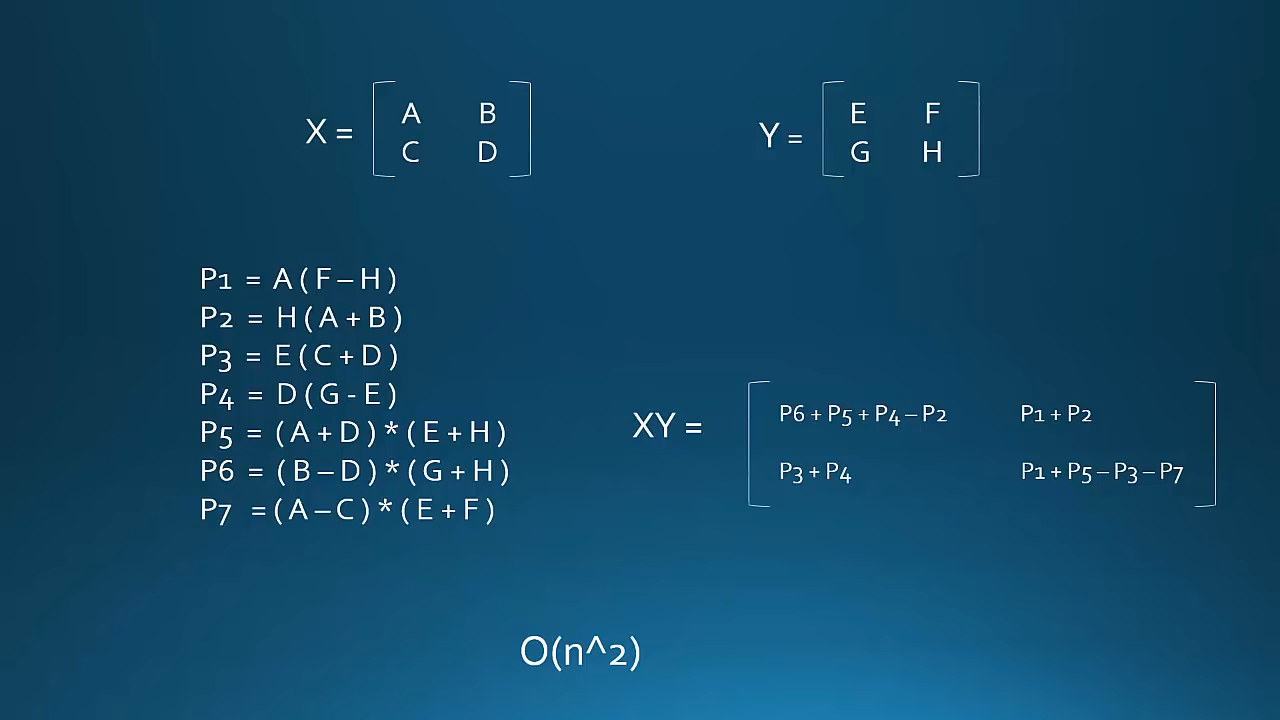 X = [ A B
C D ]
Y = [ E F
G H ]
P1 = A ( F – H )
P2 = H ( A + B )
P3 = E ( C + D )
P4 = D ( G - E )
P5 = ( A + D ) * ( E + H )
P6 = ( B – D ) * ( G + H )
P7 = ( A – C ) * ( E + F )
XY = [ P6 + P5 + P4 – P2 P1 + P2
P3 + P4 P1 + P5 – P3 – P7 ]
O(n^2)